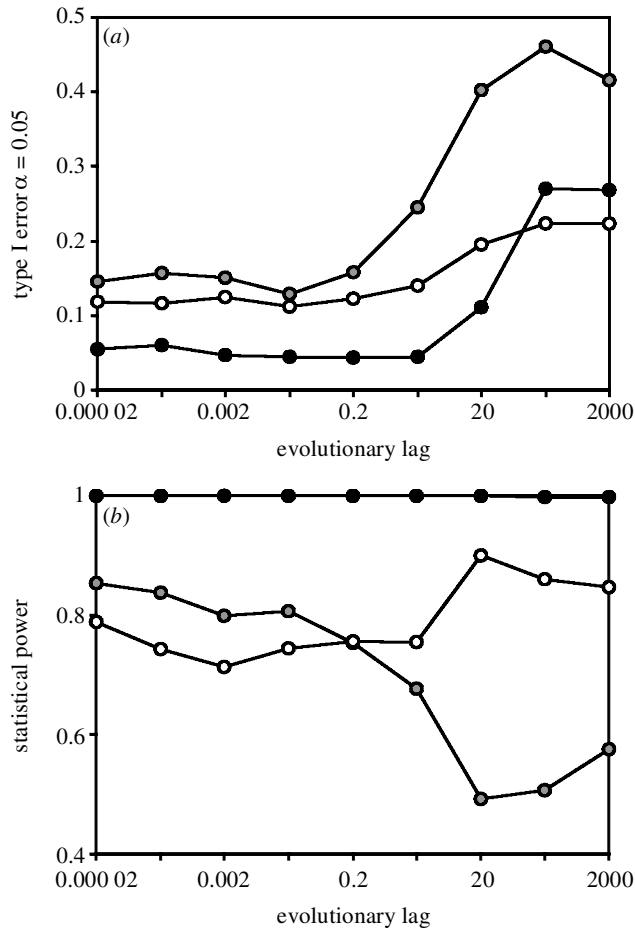 0.5
(a)
0.4
0.3
0.2
0.1
0
type I error α = 0.05
0.000 02 0.002 0.2 20 2000
evolutionary lag
1
(b)
0.8
0.6
0.4
statistical power
0.000 02 0.002 0.2 20 2000
evolutionary lag